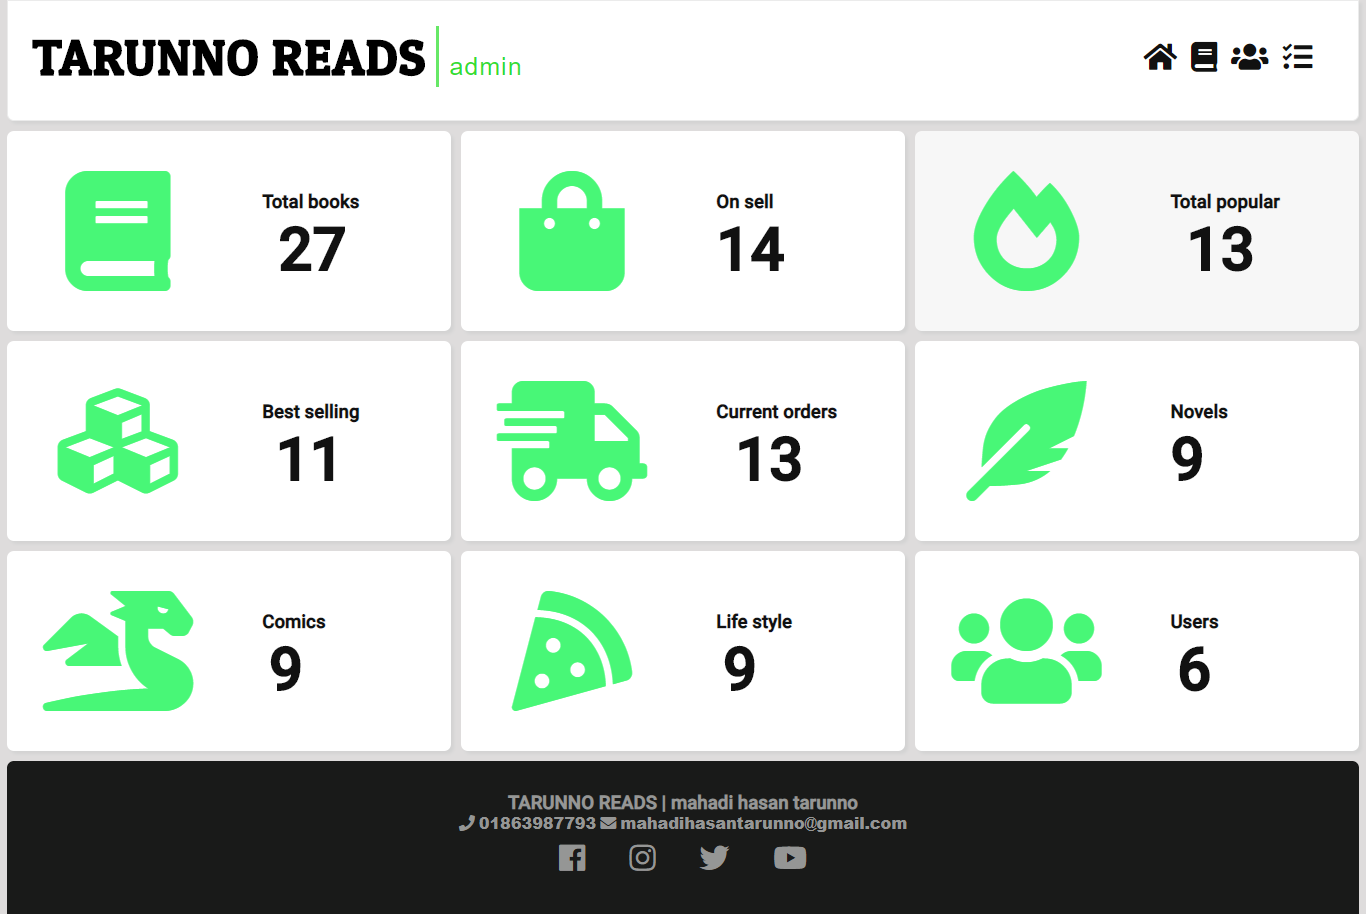 TARUNNO READS admin
Total books
27
On sell
14
Total popular
13
Best selling
11
Current orders
13
Novels
9
Comics
9
Life style
9
Users
6
TARUNNO READS | mahadi hasan tarunno
01863987793 mahadihasantarunno@gmail.com